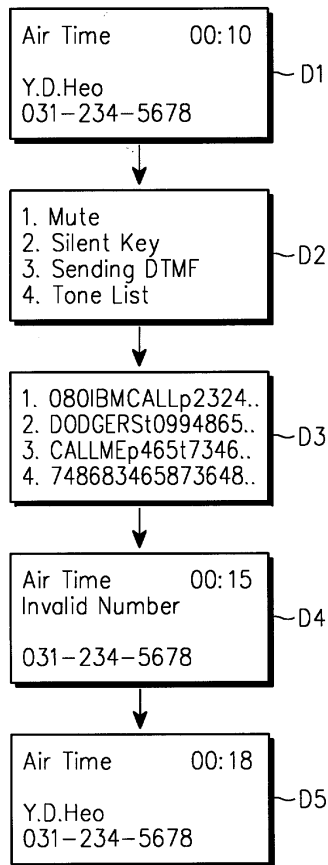 Air Time 00:10
Y.D.Heo
031-234-5678
D1
1. Mute
2. Silent Key
3. Sending DTMF
4. Tone List
D2
1. 080IBMCALLp2324..
2. DODGERSt0994865..
3. CALLMEp465t7346..
4. 748683465873648..
D3
Air Time 00:15
Invalid Number
031-234-5678
D4
Air Time 00:18
Y.D.Heo
031-234-5678
D5